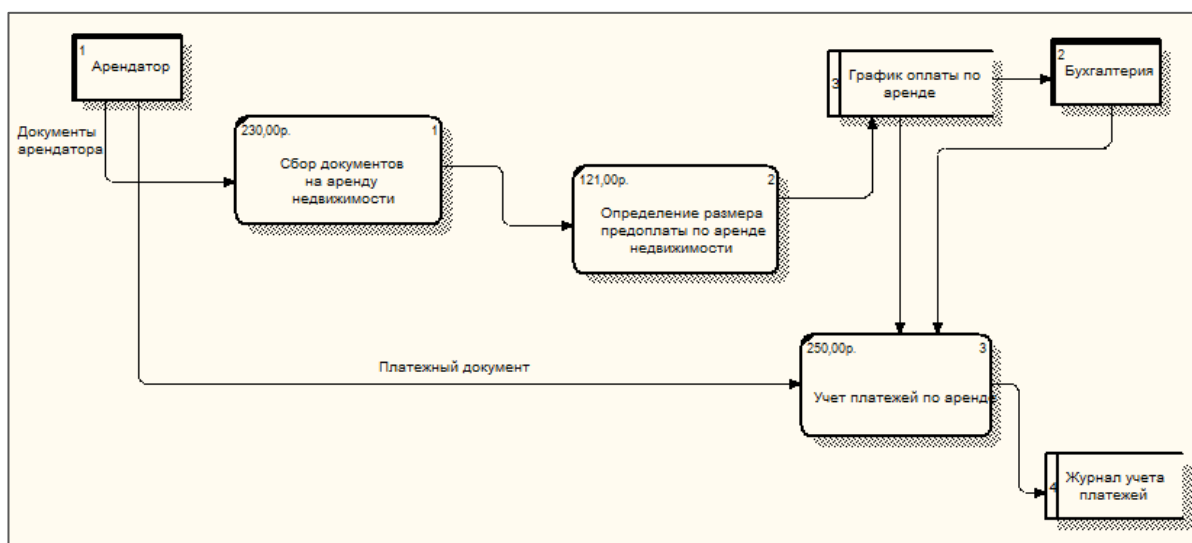 1
Арендатор
Документы
арендатора
230,00р. 1
Сбор документов
на аренду
недвижимости
121,00р. 2
Определение размера
предоплаты по аренде
недвижимости
3
График оплаты по
аренде
2
Бухгалтерия
Платежный документ
250,00р. 3
Учет платежей по аренде
4
Журнал учета
платежей